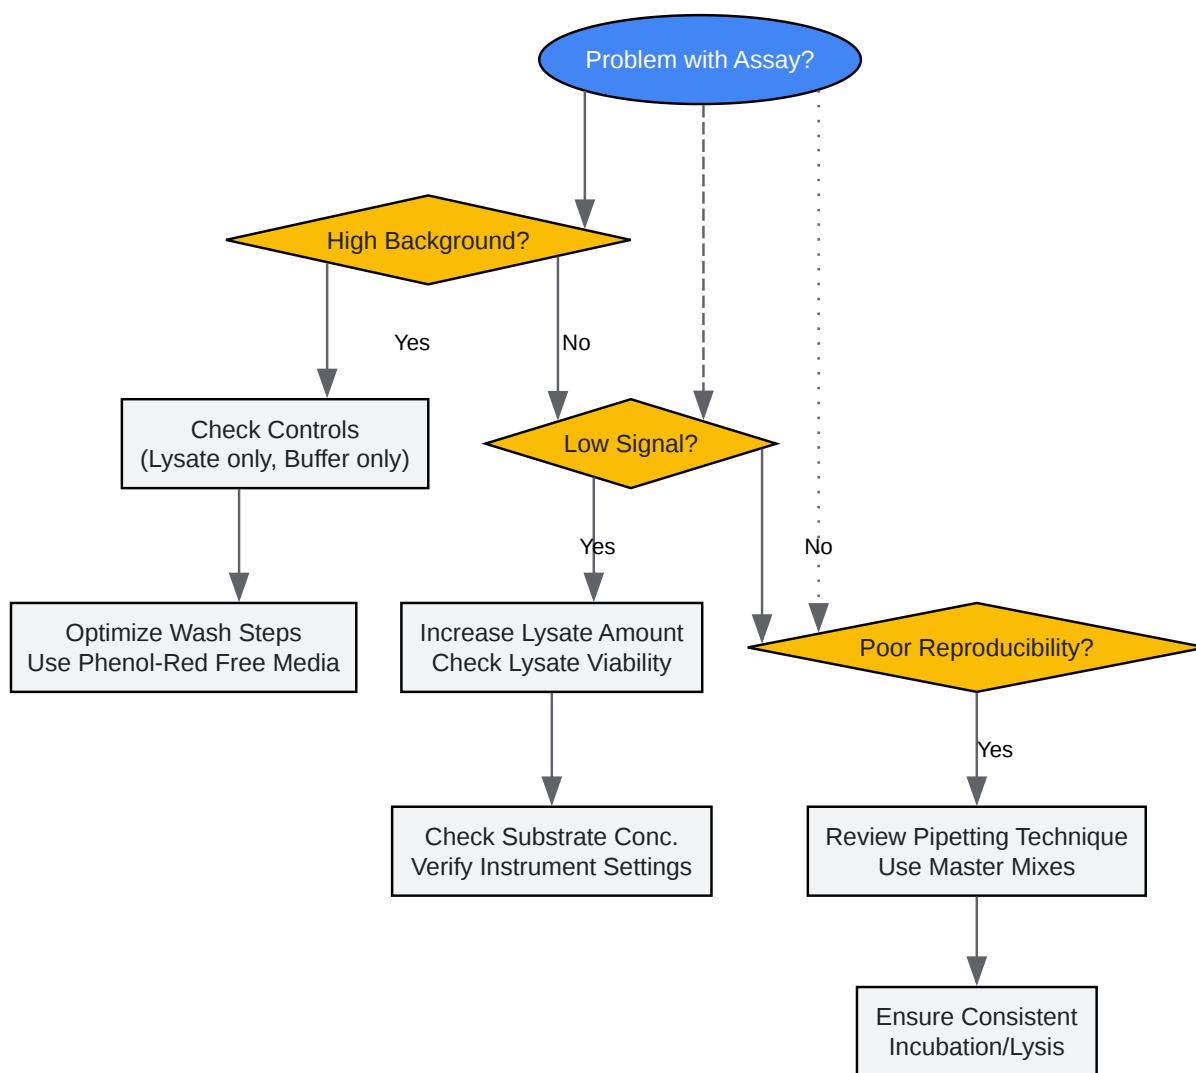 Problem with Assay?
High Background?
Yes
No
Check Controls
(Lysate only, Buffer only)
Low Signal?
Yes
No
Optimize Wash Steps
Use Phenol-Red Free Media
Increase Lysate Amount
Check Lysate Viability
Poor Reproducibility?
Yes
Check Substrate Conc.
Verify Instrument Settings
Review Pipetting Technique
Use Master Mixes
Ensure Consistent
Incubation/Lysis